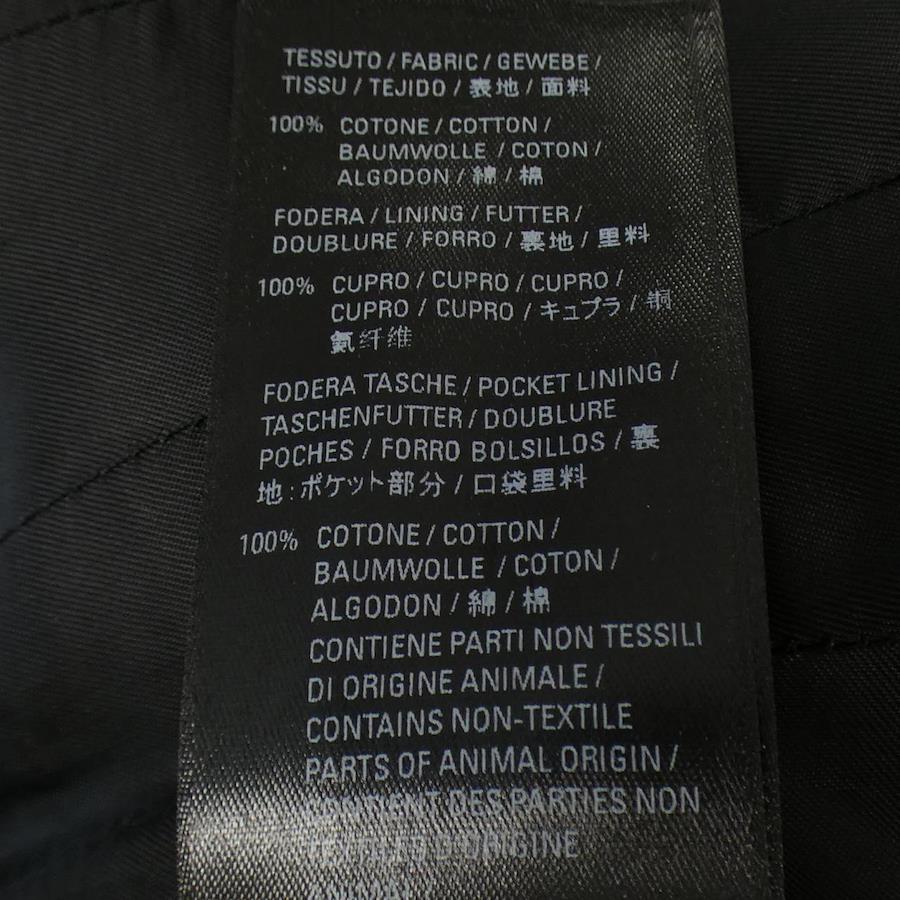 TESSUTO / FABRIC / GEWEBE /
TISSU / TEJIDO / 表地 / 面料
100% COTONE / COTTON /
BAUMWOLLE / COTON /
ALGODON / 綿 / 棉
FODERA / LINING / FUTTER /
DOUBLURE / FORRO / 裏地 / 里料
100% CUPRO / CUPRO / CUPRO /
CUPRO / CUPRO / キュプラ / 铜
氨纤维
FODERA TASCHE / POCKET LINING /
TASCHENFUTTER / DOUBLURE
POCHES / FORRO BOLSILLOS / 裏
地:ポケット部分 / 口袋里料
100% COTONE / COTTON /
BAUMWOLLE / COTON /
ALGODON / 綿 / 棉
CONTIENE PARTI NON TESSILI
DI ORIGINE ANIMALE /
CONTAINS NON-TEXTILE
PARTS OF ANIMAL ORIGIN /
CONTIENT DES PARTIES NON
TEXTILES D'ORIGINE